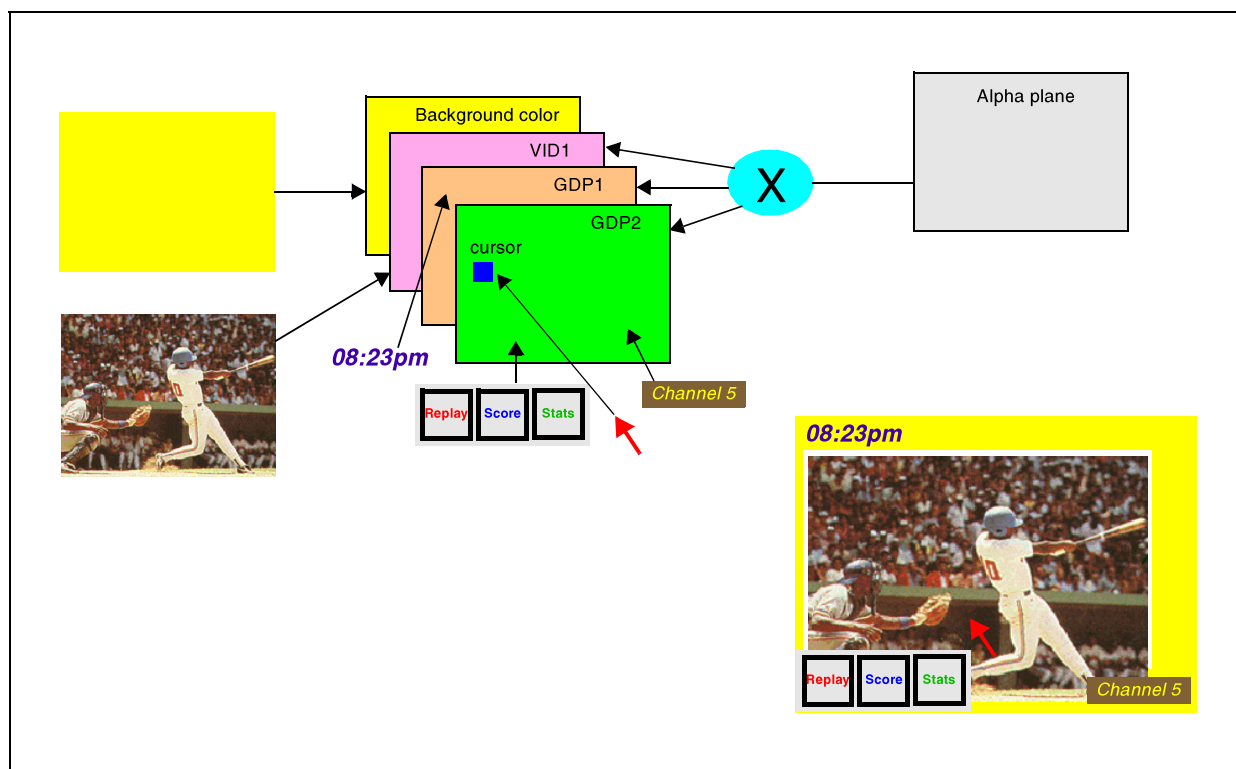 Background color
Alpha plane
VID1
GDP1
X
GDP2
cursor
08:23pm
Channel 5
Replay Score Stats
08:23pm
Replay Score Stats
Channel 5